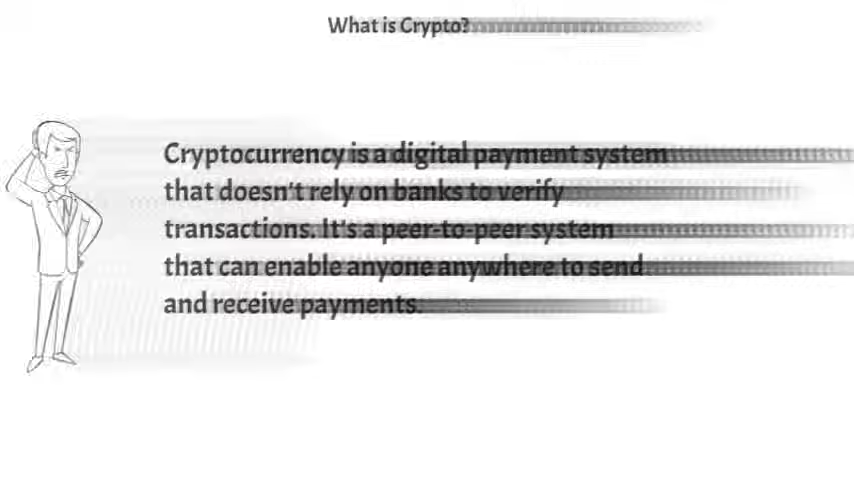 What is Crypto?
Cryptocurrency is a digital payment system
that doesn't rely on banks to verify
transactions. It's a peer-to-peer system
that can enable anyone anywhere to send
and receive payments.